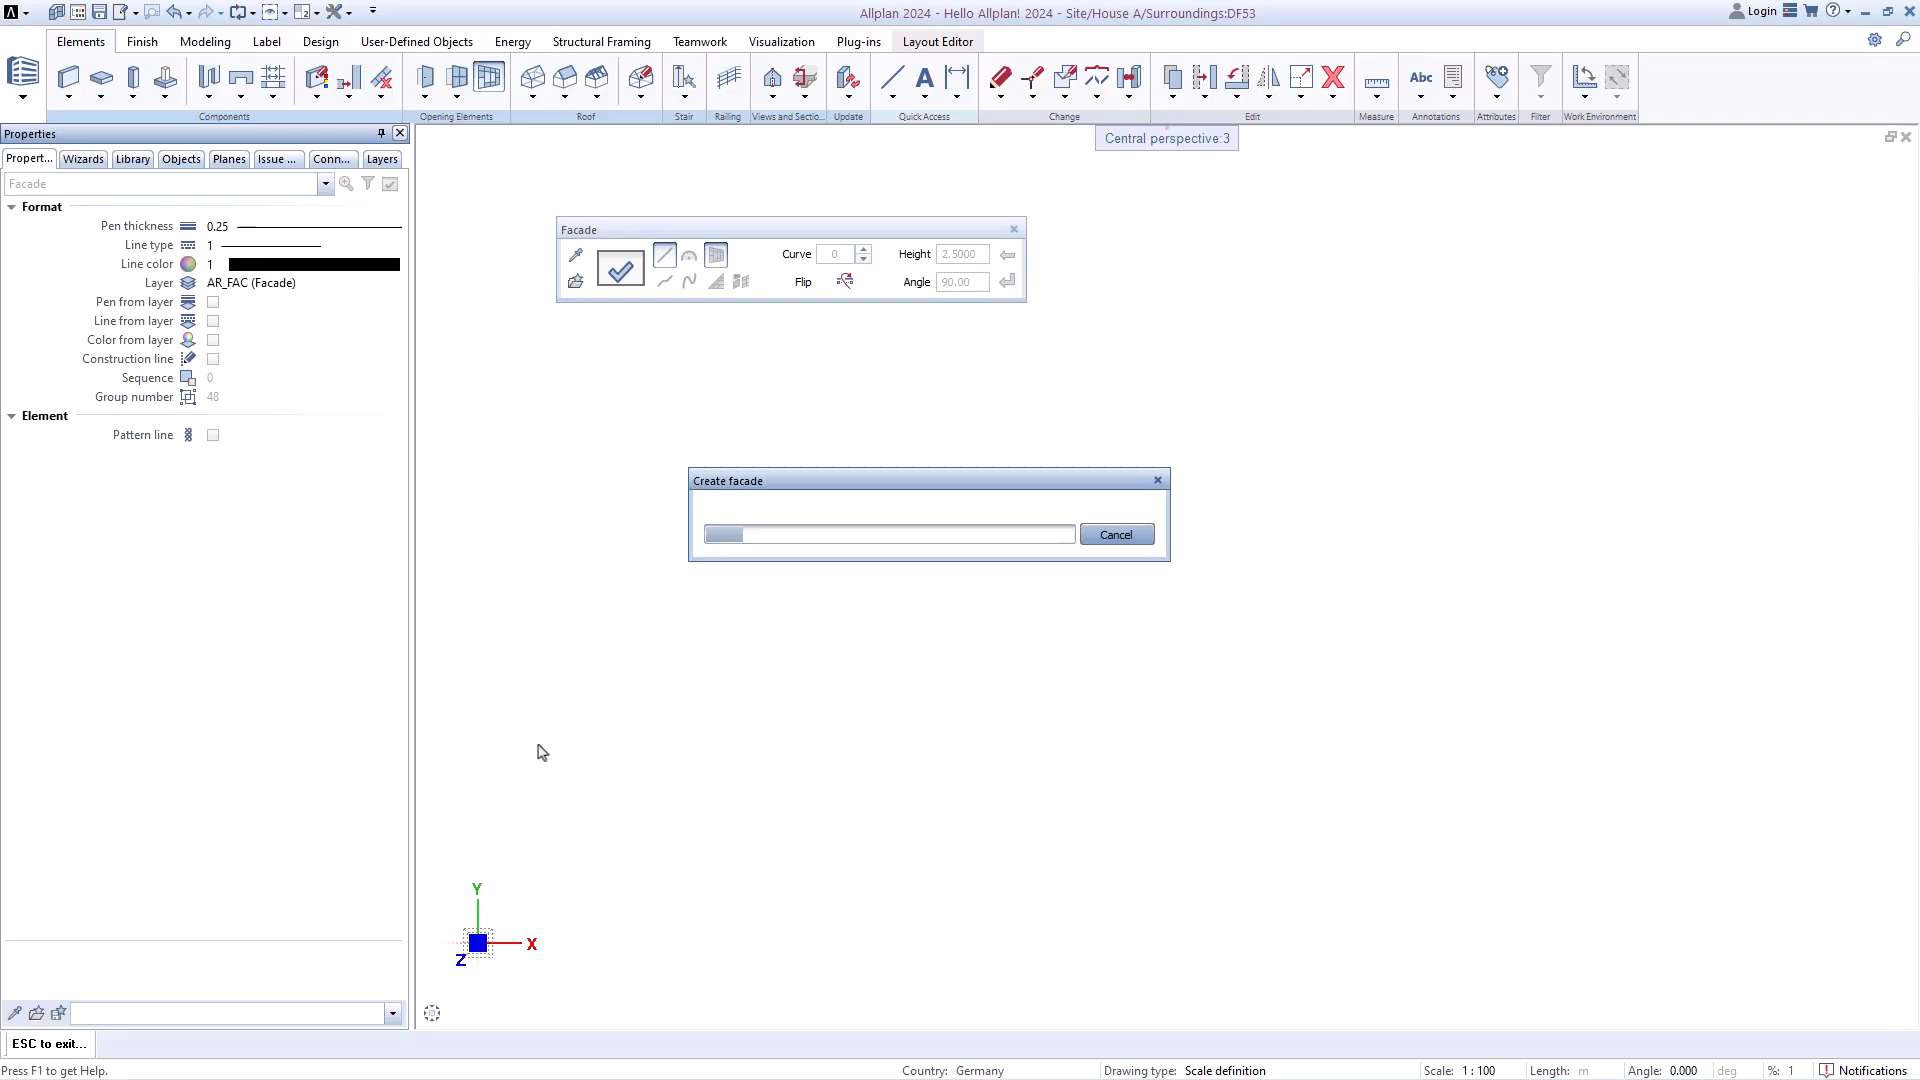 Allplan 2024 - Hello Allplan! 2024 - Site/House A/Surroundings:DF53
Login
Elements Finish Modeling Label Design User-Defined Objects Energy Structural Framing Teamwork Visualization Plug-ins Layout Editor
Abc
Components Opening Elements Roof Stair Railing Views and Sectio... Update Quick Access Change Edit Measure Annotations Attributes Filter Work Environment
Properties
Central perspective:3
Propert... Wizards Library Objects Planes Issue ... Conn... Layers
Facade
Format
Pen thickness 0.25
Line type 1
Line color 1
Layer AR_FAC (Facade)
Pen from layer
Line from layer
Color from layer
Construction line
Sequence 0
Group number 48
Element
Pattern line
Facade
Curve 0 Height 2.5000
Flip Angle 90.00
Create facade
Cancel
Y
X
Z
ESC to exit...
Press F1 to get Help.
Country: Germany
Drawing type: Scale definition
Scale: 1 : 100
Length: m
Angle: 0.000 deg
%: 1
Notifications